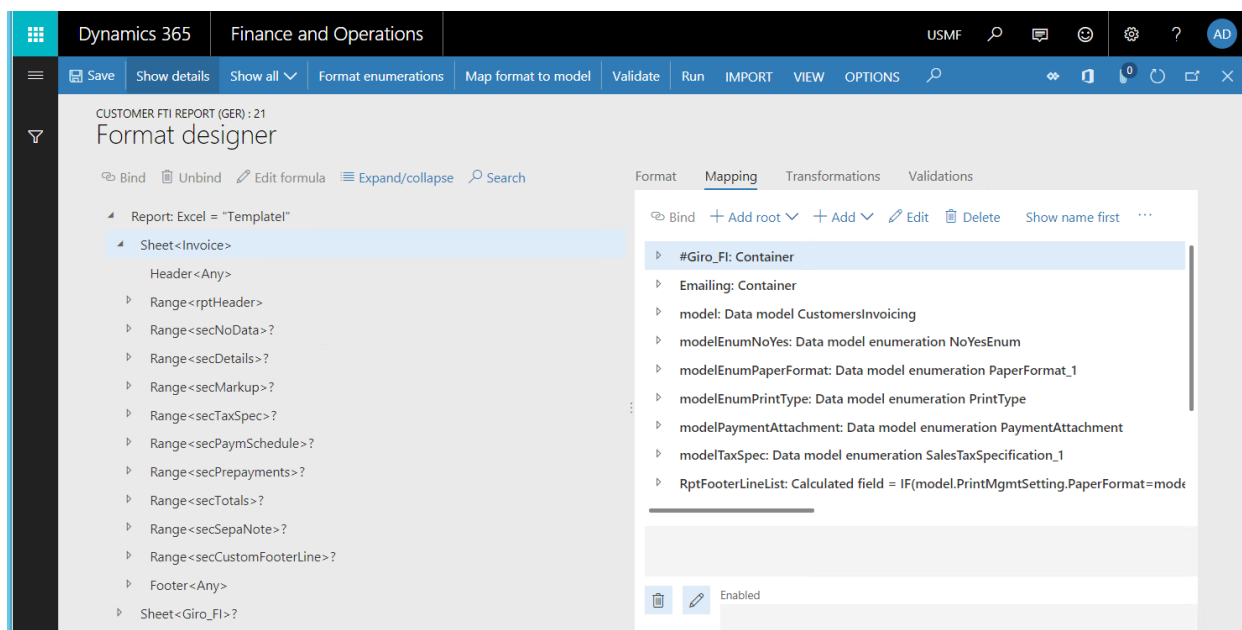 Dynamics 365 Finance and Operations USMF ? AD
Save Show details Show all Format enumerations Map format to model Validate Run IMPORT VIEW OPTIONS 0
CUSTOMER FTI REPORT (GER) : 21
Format designer
Bind Unbind Edit formula Expand/collapse Search
Report: Excel = "Templatel"
Sheet<Invoice>
Header<Any>
Range<rptHeader>
Range<secNoData>?
Range<secDetails>?
Range<secMarkup>?
Range<secTaxSpec>?
Range<secPaymSchedule>?
Range<secPrepayments>?
Range<secTotals>?
Range<secSepaNote>?
Range<secCustomFooterLine>?
Footer<Any>
Sheet<Giro_FI>?
Format Mapping Transformations Validations
Bind + Add root + Add Edit Delete Show name first ...
#Giro_FI: Container
Emailing: Container
model: Data model CustomersInvoicing
modelEnumNoYes: Data model enumeration NoYesEnum
modelEnumPaperFormat: Data model enumeration PaperFormat_1
modelEnumPrintType: Data model enumeration PrintType
modelPaymentAttachment: Data model enumeration PaymentAttachment
modelTaxSpec: Data model enumeration SalesTaxSpecification_1
RptFooterLineList: Calculated field = IF(model.PrintMgmtSetting.PaperFormat=mode
Enabled